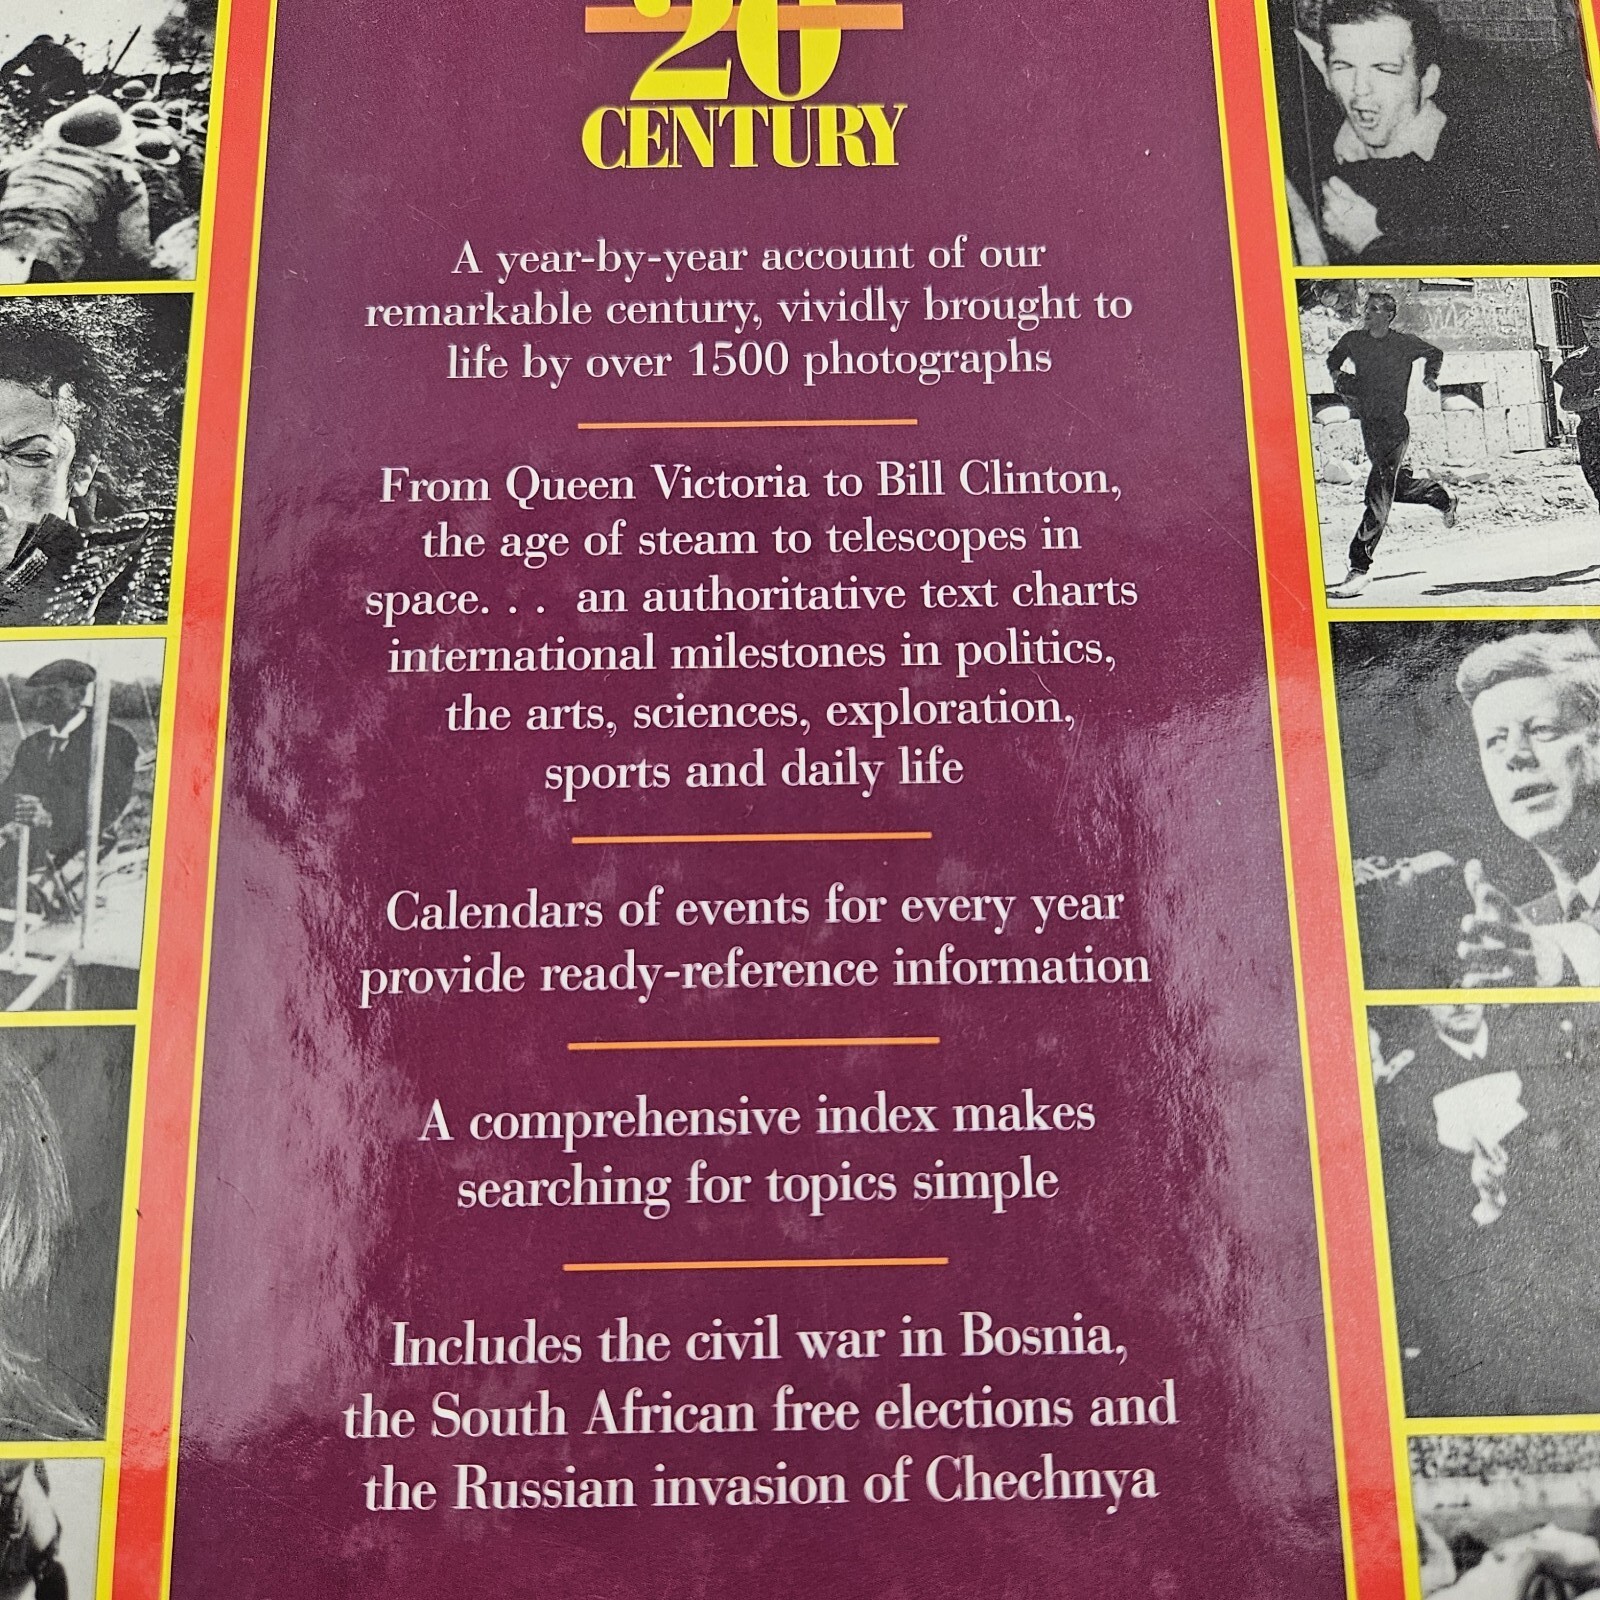 20
CENTURY
A year-by-year account of our
remarkable century, vividly brought to
life by over 1500 photographs
From Queen Victoria to Bill Clinton,
the age of steam to telescopes in
space. . . an authoritative text charts
international milestones in politics,
the arts, sciences, exploration,
sports and daily life
Calendars of events for every year
provide ready-reference information
A comprehensive index makes
searching for topics simple
Includes the civil war in Bosnia,
the South African free elections and
the Russian invasion of Chechnya